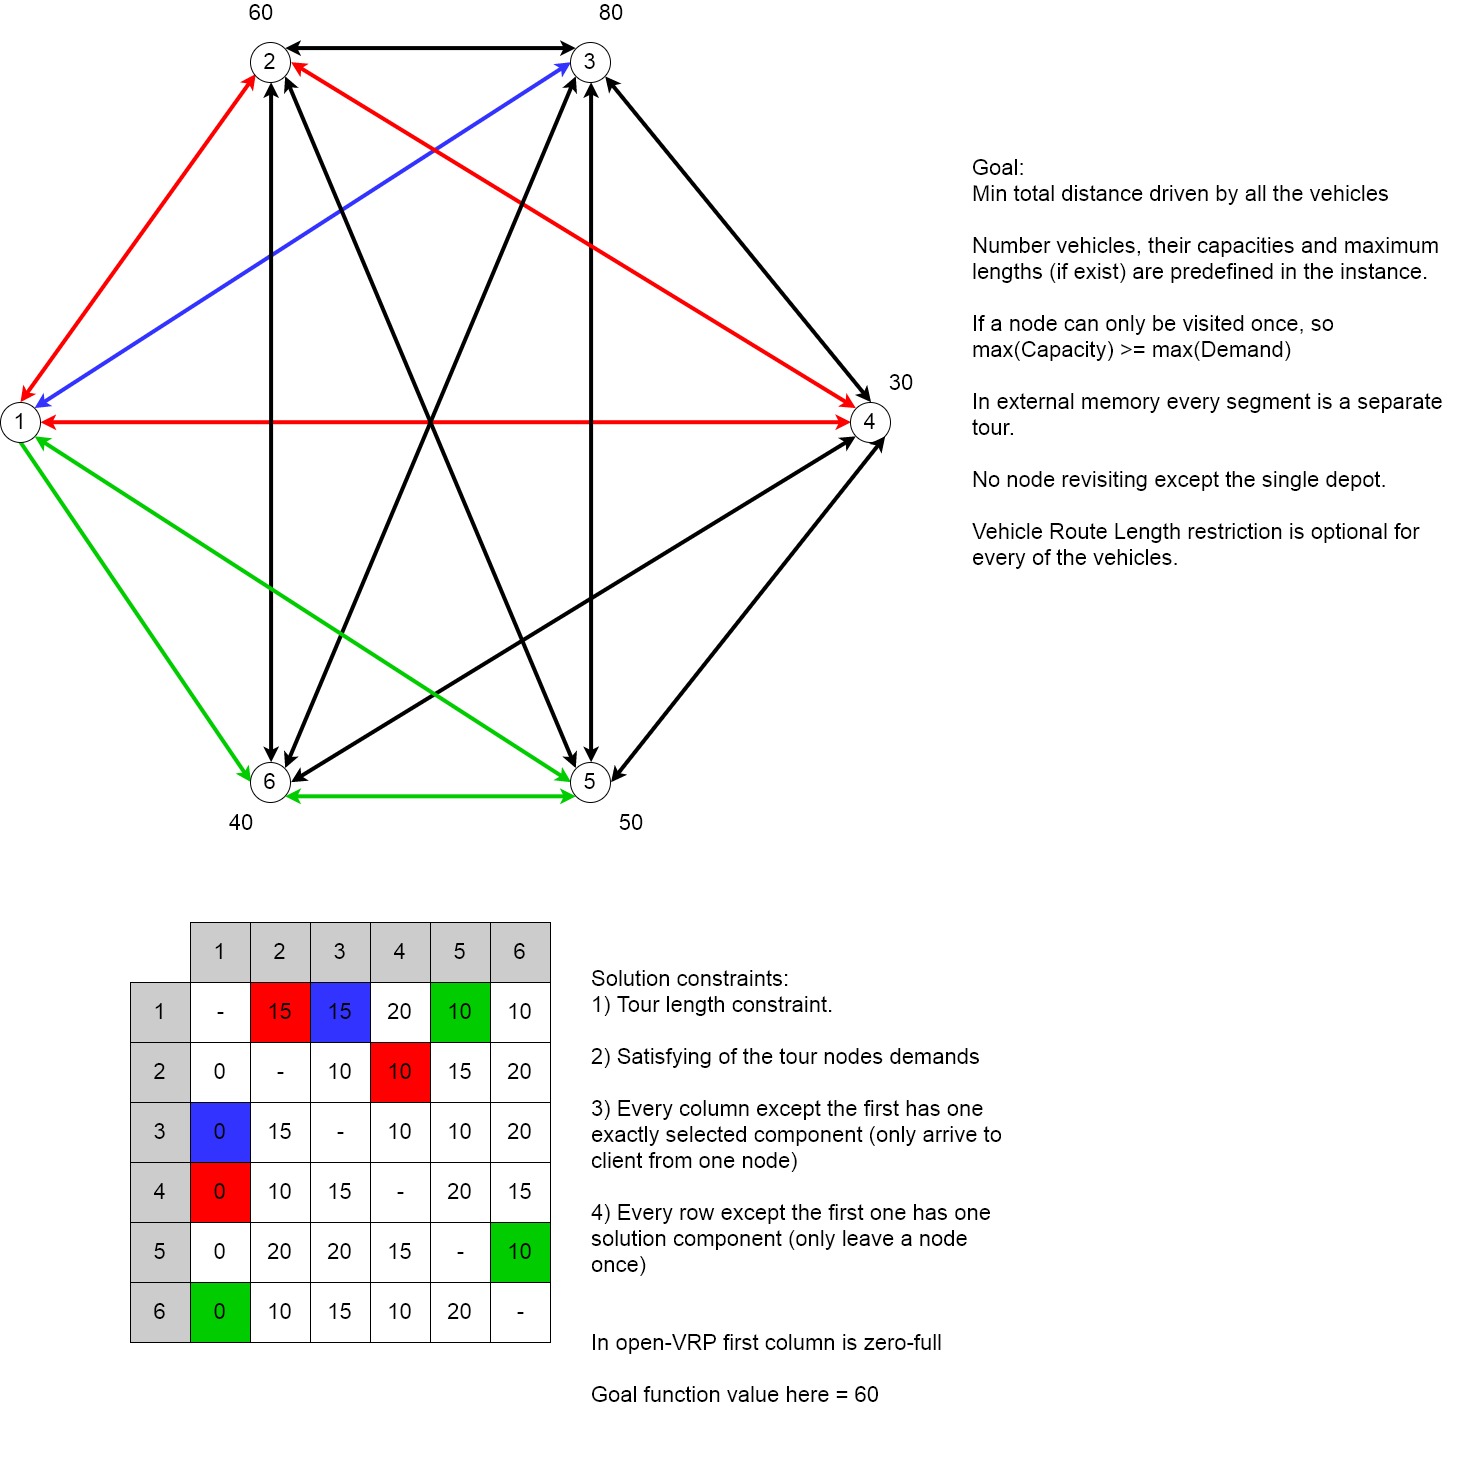 60
80
2
3
Goal:
Min total distance driven by all the vehicles
Number vehicles, their capacities and maximum
lengths (if exist) are predefined in the instance.
If a node can only be visited once, so
max(Capacity) >= max(Demand)
30
In external memory every segment is a separate
tour.
1
4
No node revisiting except the single depot.
Vehicle Route Length restriction is optional for
every of the vehicles.
6
5
40
50
1 2 3 4 5 6
1 - 15 15 20 10 10
2 0 - 10 10 15 20
3 0 15 - 10 10 20
4 0 10 15 - 20 15
5 0 20 20 15 - 10
6 0 10 15 10 20 -
Solution constraints:
1) Tour length constraint.
2) Satisfying of the tour nodes demands
3) Every column except the first has one
exactly selected component (only arrive to
client from one node)
4) Every row except the first one has one
solution component (only leave a node
once)
In open-VRP first column is zero-full
Goal function value here = 60